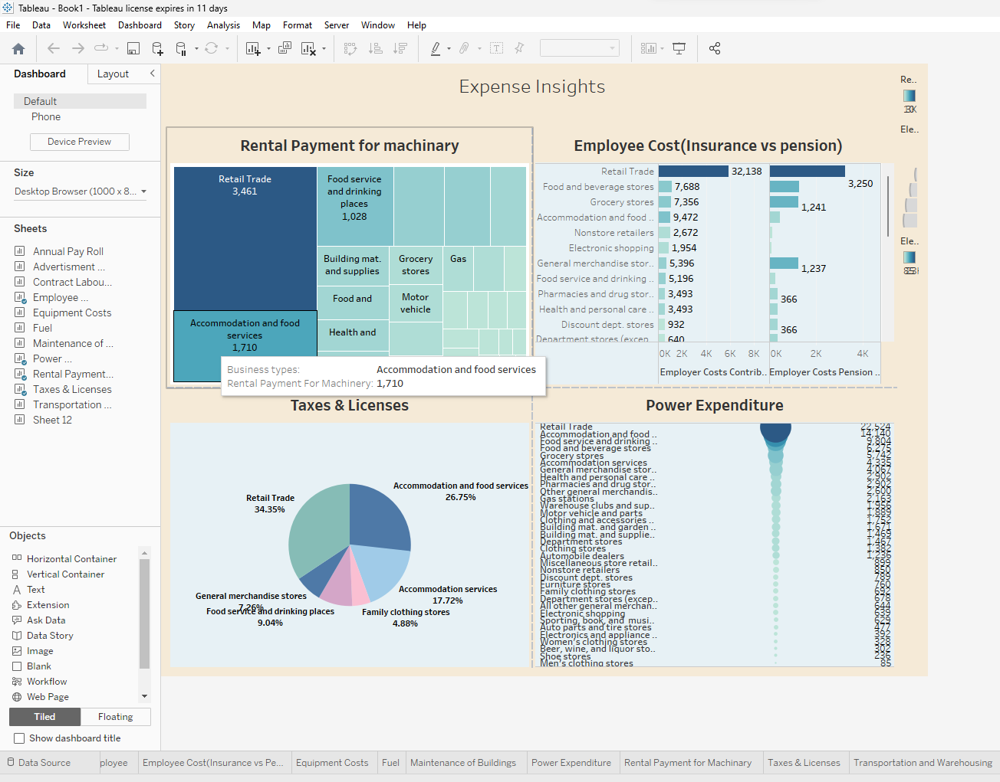 Tableau - Book1 - Tableau license expires in 11 days
File Data Worksheet Dashboard Story Analysis Map Format Server Window Help
Dashboard Layout
Default
Phone
Device Preview
Size
Desktop Browser (1000 x 8...
Sheets
Annual Pay Roll
Advertisment ...
Contract Labou...
Employee ...
Equipment Costs
Fuel
Maintenance of ...
Power ...
Rental Payment...
Taxes & Licenses
Transportation ...
Sheet 12
Objects
Horizontal Container
Vertical Container
Text
Extension
Ask Data
Data Story
Image
Blank
Workflow
Web Page
Tiled Floating
Show dashboard title
Expense Insights
Re..
Ele..
Ele..
Rental Payment for machinary
Retail Trade
3,461
Food service
and drinking
places
1,028
Building mat.
and supplies
Grocery
stores
Gas
Food and
Motor
vehicle
Health and
Accommodation and food
services
1,710
Business types: Accommodation and food services
Rental Payment For Machinery: 1,710
Employee Cost(Insurance vs pension)
Retail Trade 32,138 3,250
Food and beverage stores 7,688
Grocery stores 7,356 1,241
Accommodation and food .. 9,472
Nonstore retailers 2,672
Electronic shopping 1,954
General merchandise stor.. 5,396 1,237
Food service and drinking .. 5,196
Pharmacies and drug stor.. 3,493 366
Health and personal care .. 3,493
Discount dept. stores 932 366
Department stores (excep.. 640
0K 2K 4K 6K 8K 0K 2K 4K
Employer Costs Contrib.. Employer Costs Pension ..
Taxes & Licenses
Accommodation and food services
26.75%
Retail Trade
34.35%
Accommodation services
17.72%
General merchandise stores
7.26%
Food service and drinking places
9.04%
Family clothing stores
4.88%
Power Expenditure
Retail Trade 22,524
Accommodation and food .. 14,140
Food service and drinking .. 9,804
Food and beverage stores 6,275
Grocery stores 5,742
Accommodation services 4,335
General merchandise stor.. 4,067
Health and personal care .. 2,902
Pharmacies and drug stor.. 2,902
Other general merchandis.. 2,600
Gas stations 2,163
Warehouse clubs and sup.. 1,956
Motor vehicle and parts 1,889
Clothing and accessories .. 1,752
Building mat. and garden .. 1,671
Building mat. and supplie.. 1,469
Department stores 1,467
Clothing stores 1,382
Automobile dealers 1,236
Miscellaneous store retail.. 899
Nonstore retailers 850
Discount dept. stores 789
Furniture stores 760
Family clothing stores 692
Department stores (excep.. 678
All other general merchan.. 644
Electronic shopping 639
Sporting, book, and musi.. 629
Auto parts and tire stores 477
Electronics and appliance .. 392
Women's clothing stores 328
Beer, wine, and liquor sto.. 302
Shoe stores 236
Men's clothing stores 85
Data Source ployee Employee Cost(Insurance vs Pe... Equipment Costs Fuel Maintenance of Buildings Power Expenditure Rental Payment for Machinary Taxes & Licenses Transportation and Warehousing